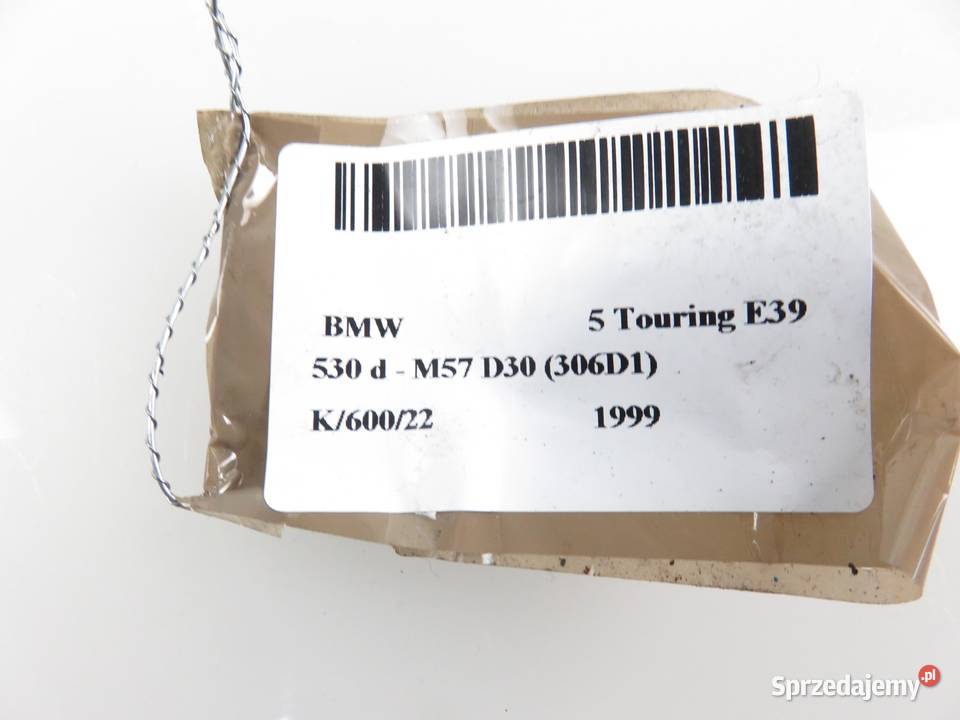 BMW 5 Touring E39
530 d - M57 D30 (306D1)
K/600/22 1999
Sprzedajemy.pl